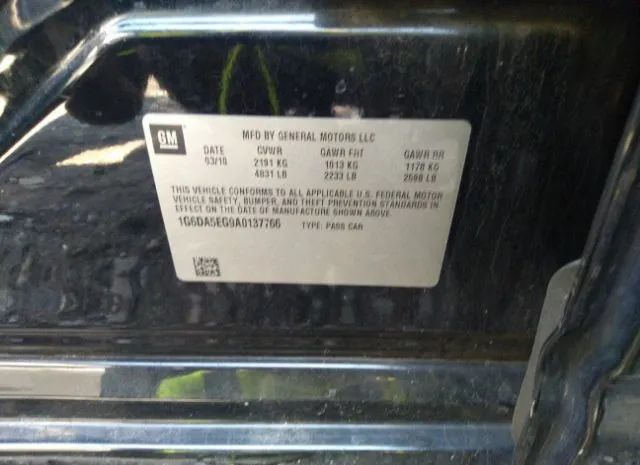 GM
MFD BY GENERAL MOTORS LLC
DATE GVWR GAWR FRT GAWR RR
03/10 2191 KG 1013 KG 1178 KG
4831 LB 2233 LB 2598 LB
THIS VEHICLE CONFORMS TO ALL APPLICABLE U.S. FEDERAL MOTOR
VEHICLE SAFETY, BUMPER, AND THEFT PREVENTION STANDARDS IN
EFFECT ON THE DATE OF MANUFACTURE SHOWN ABOVE.
1G6DA5EG9A0137766 TYPE: PASS CAR